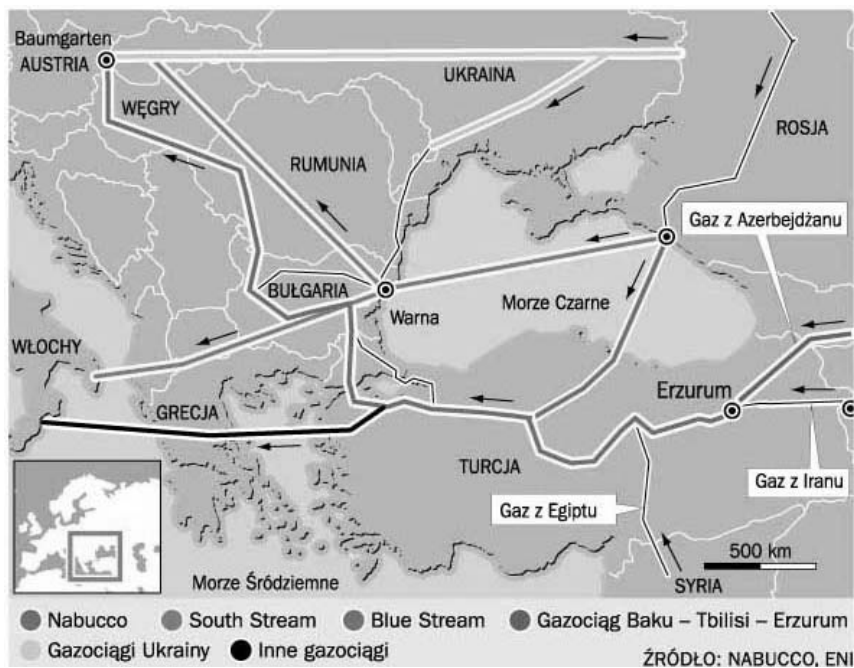 Baumgarten
AUSTRIA
UKRAINA
WĘGRY
ROSJA
RUMUNIA
Gaz z Azerbejdżanu
BUŁGARIA
Warna
Morze Czarne
WŁOCHY
Erzurum
GRECJA
TURCJA
Gaz z Iranu
Gaz z Egiptu
500 km
Morze Śródziemne
SYRIA
Nabucco
South Stream
Blue Stream
Gazociąg Baku – Tbilisi – Erzurum
Gazociągi Ukrainy
Inne gazociągi
ŹRÓDŁO: NABUCCO, ENI